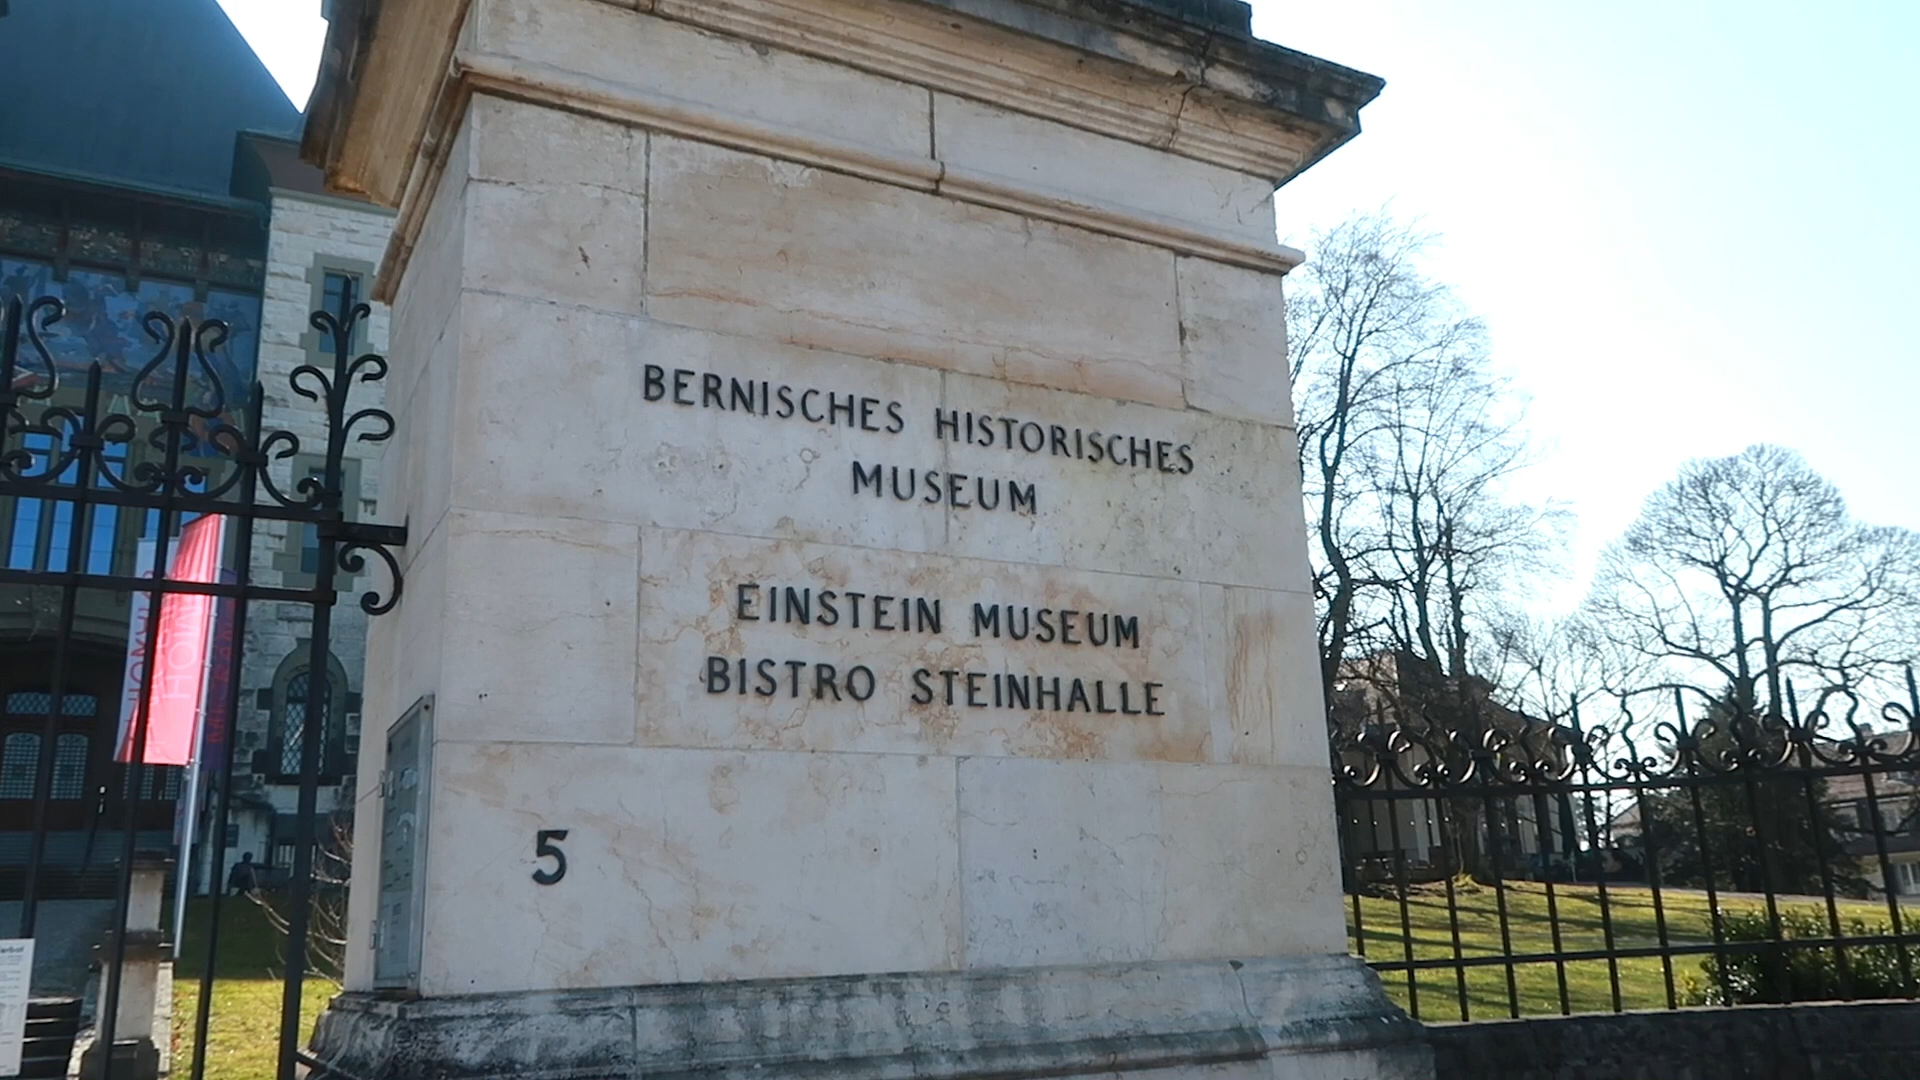 BERNISCHES HISTORISCHES
MUSEUM
EINSTEIN MUSEUM
BISTRO STEINHALLE
5